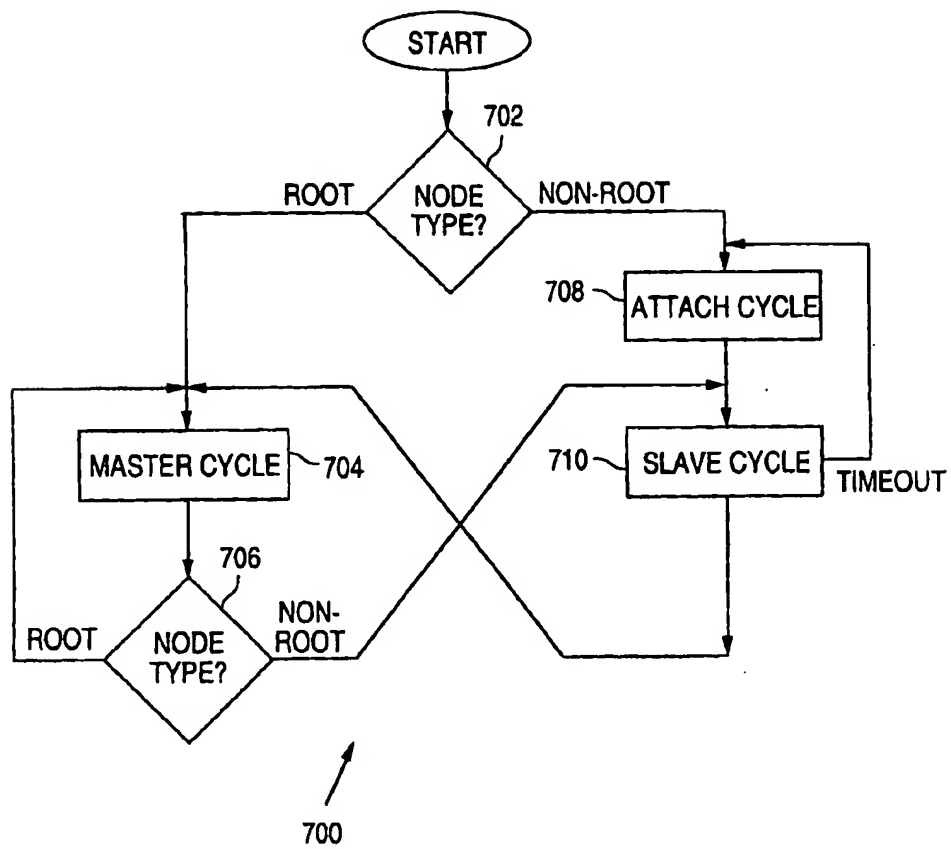 START
702
NODE
TYPE?
ROOT
NON-ROOT
708
ATTACH CYCLE
MASTER CYCLE
704
710
SLAVE CYCLE
TIMEOUT
706
NODE
TYPE?
ROOT
NON-
ROOT
700